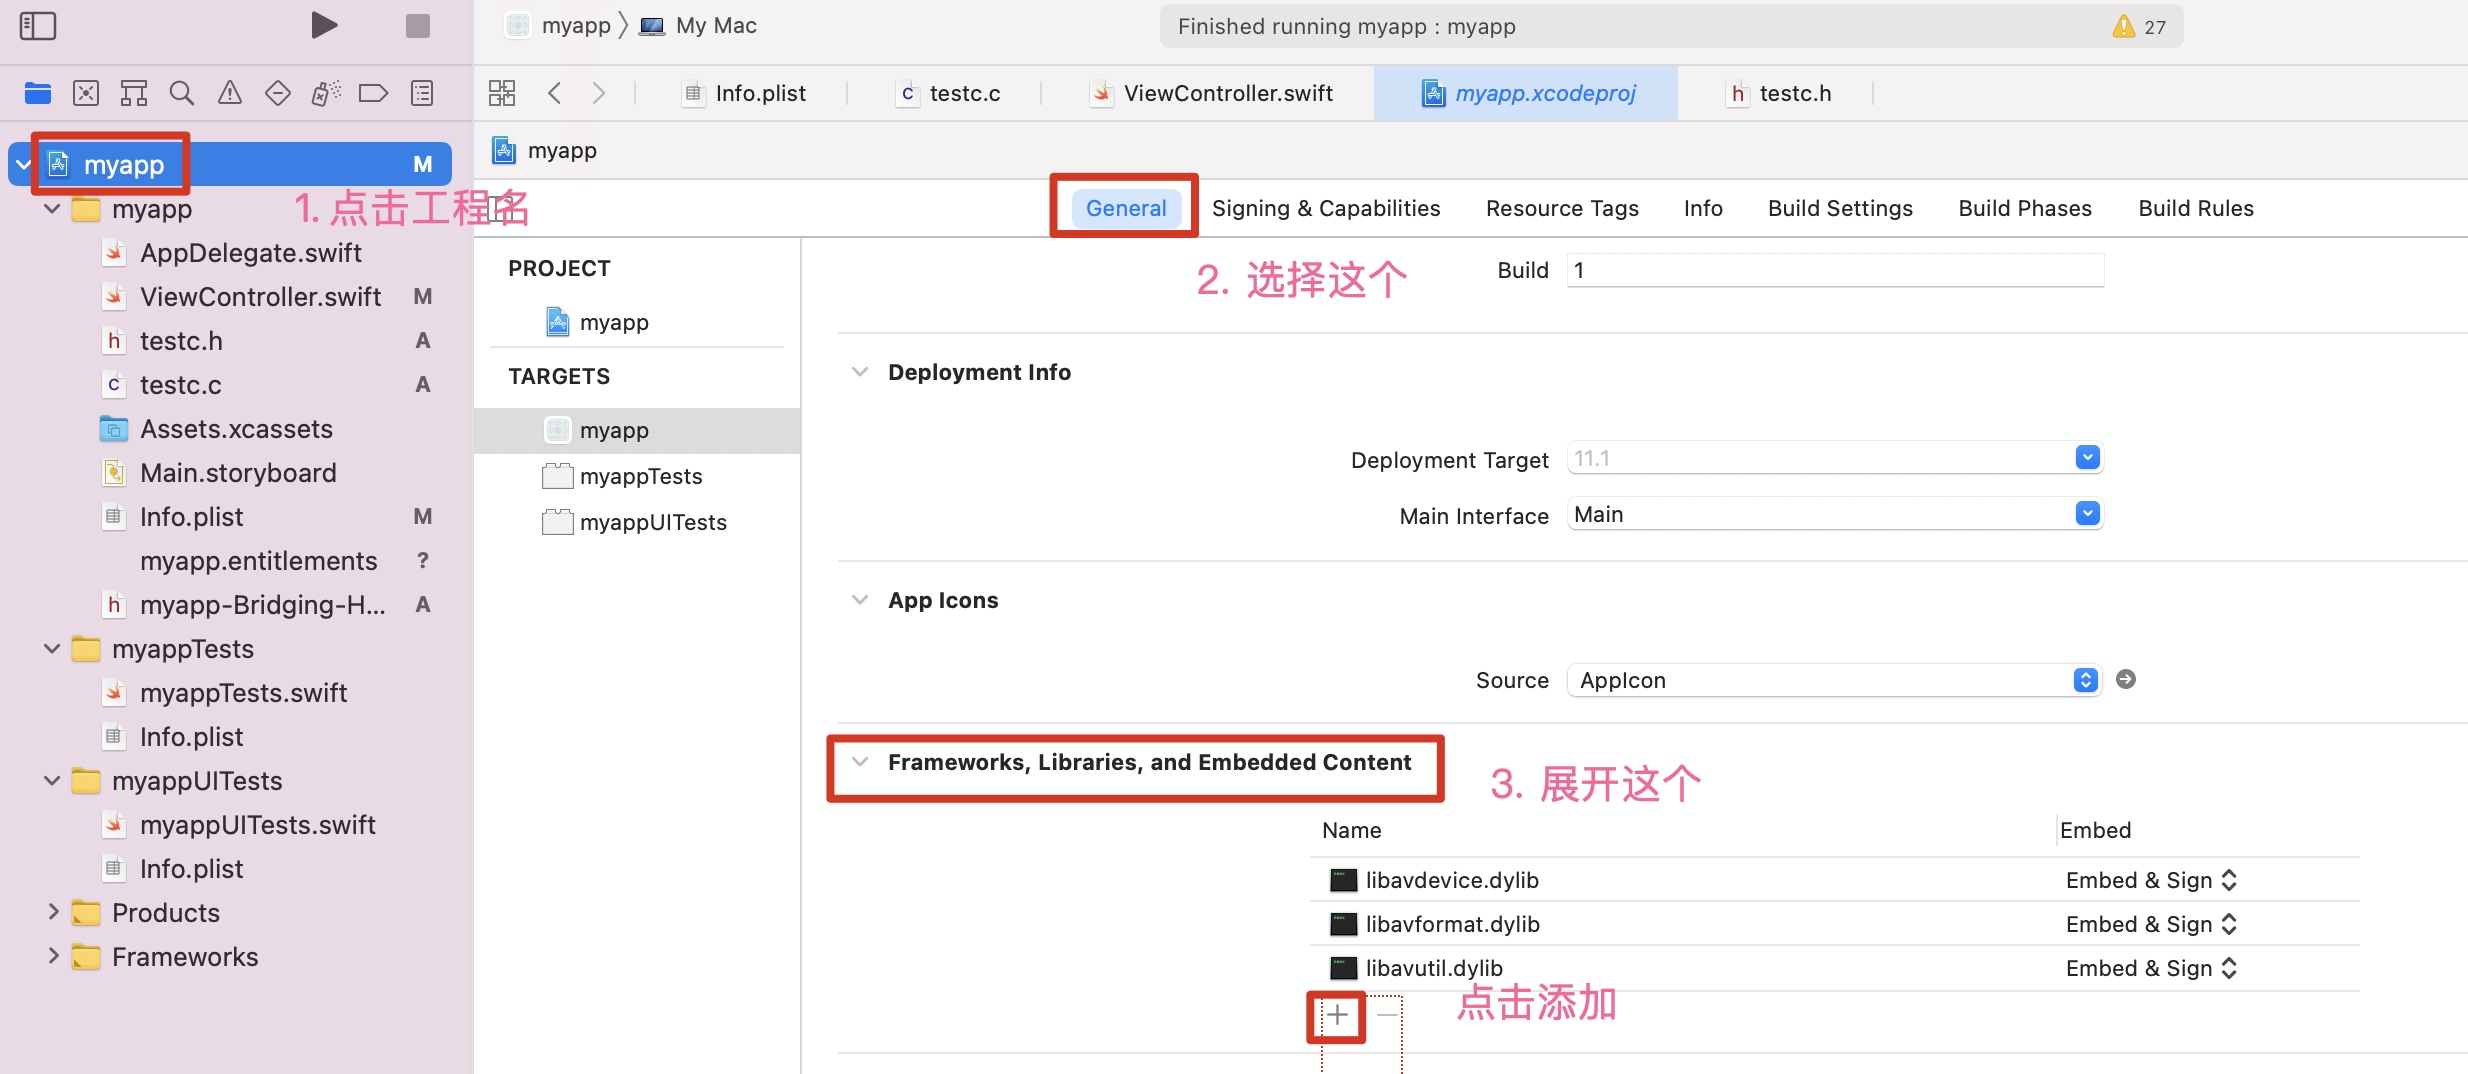 myapp 〉 My Mac
Finished running myapp : myapp
27
Info.plist
testc.c
ViewController.swift
myapp.xcodeproj
testc.h
myapp M
myapp
1. 点击工程名
AppDelegate.swift
ViewController.swift M
testc.h A
testc.c A
Assets.xcassets
Main.storyboard
Info.plist M
myapp.entitlements ?
myapp-Bridging-H... A
myappTests
myappTests.swift
Info.plist
myappUITests
myappUITests.swift
Info.plist
Products
Frameworks
myapp
General
Signing & Capabilities
Resource Tags
Info
Build Settings
Build Phases
Build Rules
2. 选择这个
PROJECT
myapp
TARGETS
myapp
myappTests
myappUITests
Build 1
Deployment Info
Deployment Target 11.1
Main Interface Main
App Icons
Source AppIcon
Frameworks, Libraries, and Embedded Content
3. 展开这个
Name Embed
libavdevice.dylib Embed & Sign
libavformat.dylib Embed & Sign
libavutil.dylib Embed & Sign
点击添加